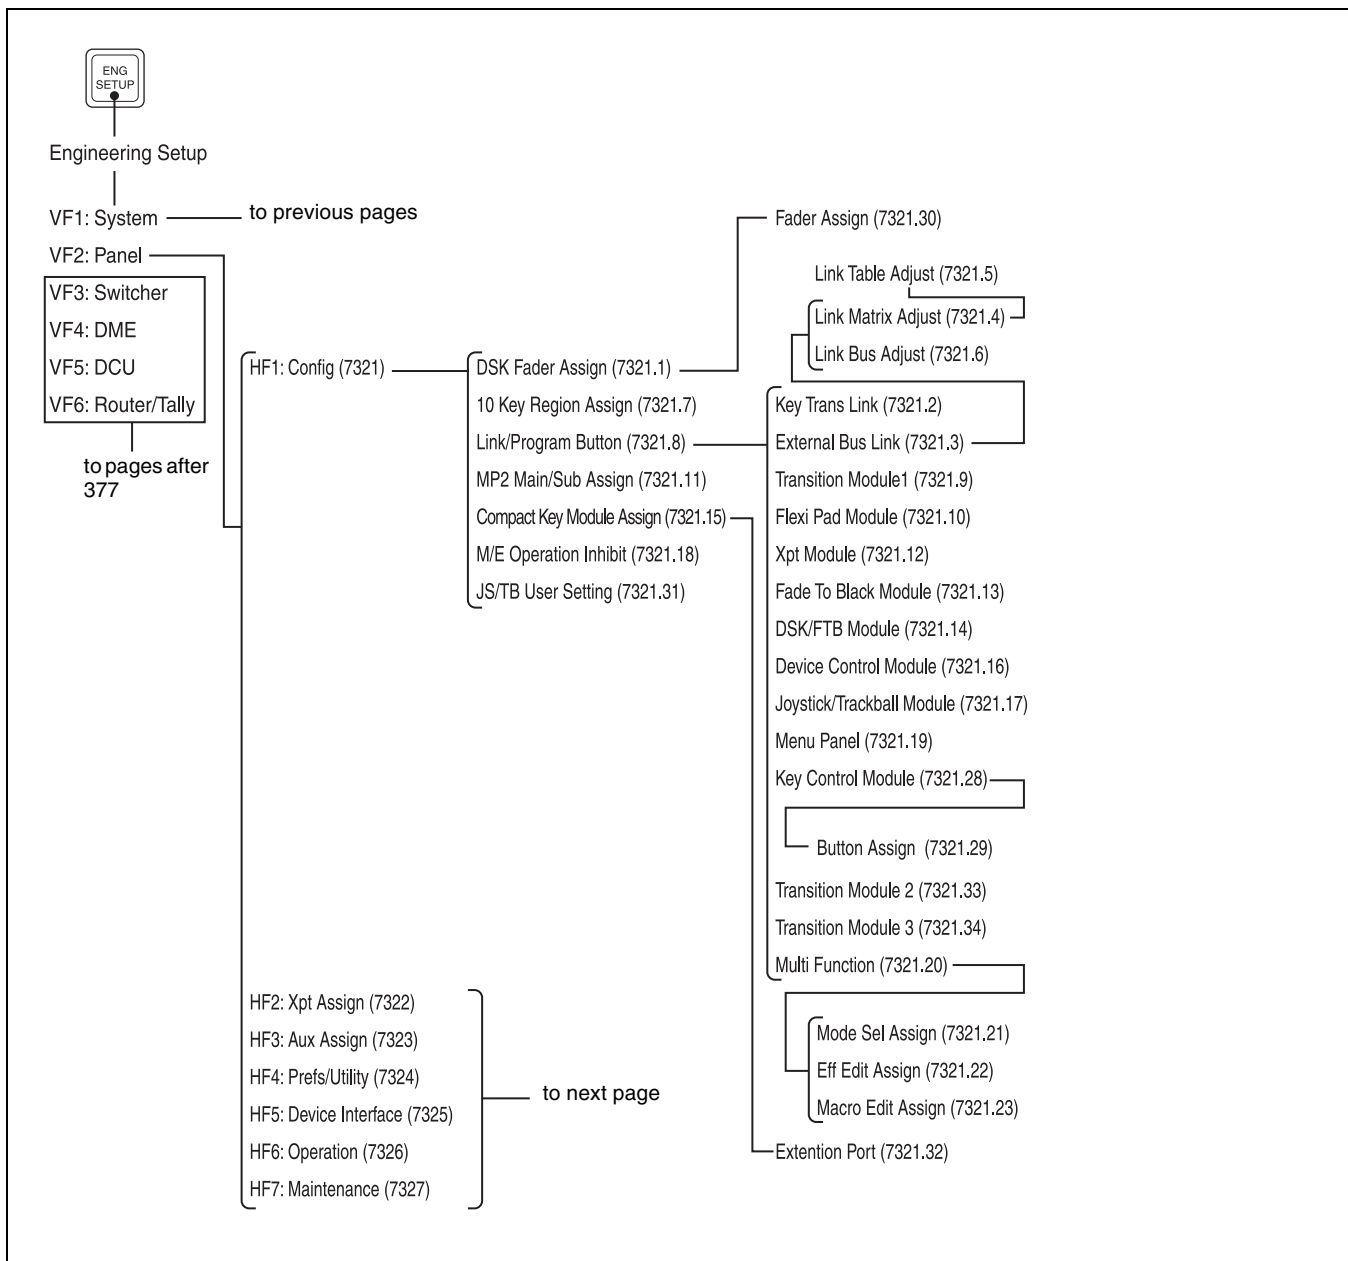 ENG
SETUP
Engineering Setup
VF1: System
to previous pages
VF2: Panel
VF3: Switcher
VF4: DME
VF5: DCU
VF6: Router/Tally
to pages after
377
HF1: Config (7321)
DSK Fader Assign (7321.1)
10 Key Region Assign (7321.7)
Link/Program Button (7321.8)
MP2 Main/Sub Assign (7321.11)
Compact Key Module Assign (7321.15)
M/E Operation Inhibit (7321.18)
JS/TB User Setting (7321.31)
Fader Assign (7321.30)
Link Table Adjust (7321.5)
Link Matrix Adjust (7321.4)
Link Bus Adjust (7321.6)
Key Trans Link (7321.2)
External Bus Link (7321.3)
Transition Module1 (7321.9)
Flexi Pad Module (7321.10)
Xpt Module (7321.12)
Fade To Black Module (7321.13)
DSK/FTB Module (7321.14)
Device Control Module (7321.16)
Joystick/Trackball Module (7321.17)
Menu Panel (7321.19)
Key Control Module (7321.28)
Button Assign (7321.29)
Transition Module 2 (7321.33)
Transition Module 3 (7321.34)
Multi Function (7321.20)
Mode Sel Assign (7321.21)
Eff Edit Assign (7321.22)
Macro Edit Assign (7321.23)
Extention Port (7321.32)
HF2: Xpt Assign (7322)
HF3: Aux Assign (7323)
HF4: Prefs/Utility (7324)
HF5: Device Interface (7325)
HF6: Operation (7326)
HF7: Maintenance (7327)
to next page